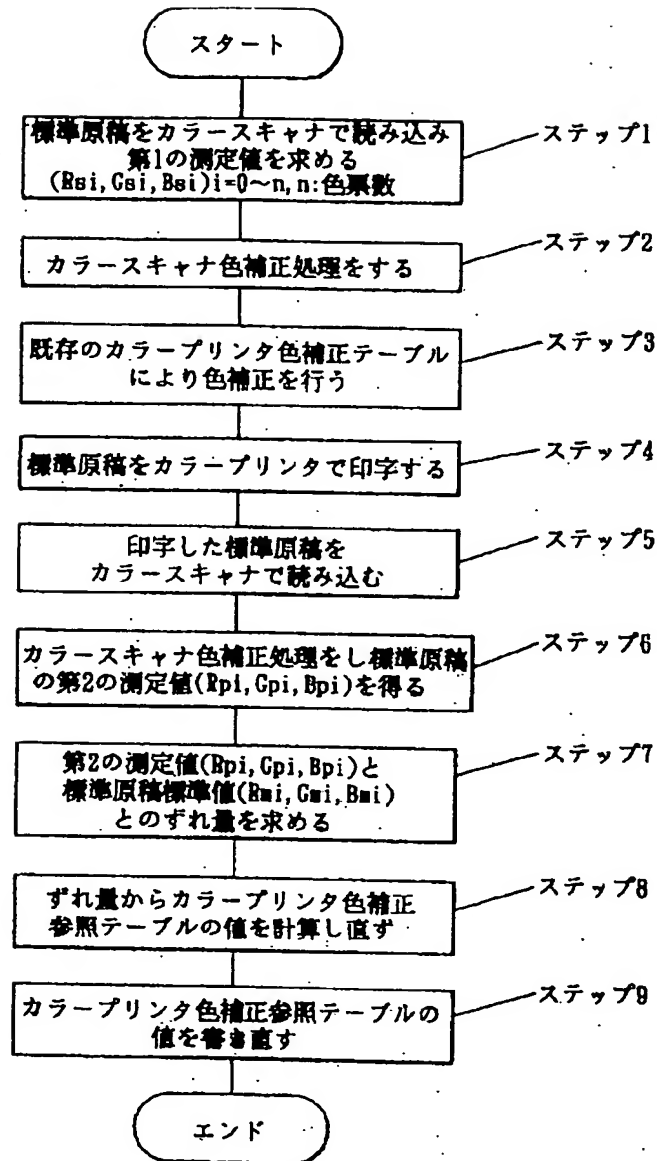 スタート
標準原稿をカラースキャナで読み込み
第1の測定値を求める
(Rsi,Gsi,Bsi)i=0~n,n:色票数
ステップ1
カラースキャナ色補正処理をする
ステップ2
既存のカラープリンタ色補正テーブル
により色補正を行う
ステップ3
標準原稿をカラープリンタで印字する
ステップ4
印字した標準原稿を
カラースキャナで読み込む
ステップ5
カラースキャナ色補正処理をし標準原稿
の第2の測定値(Rpi,Gpi,Bpi)を得る
ステップ6
第2の測定値(Rpi,Gpi,Bpi)と
標準原稿標準値(Rmi,Gmi,Bmi)
とのずれ量を求める
ステップ7
ずれ量からカラープリンタ色補正
参照テーブルの値を計算し直ず
ステップ8
カラープリンタ色補正参照テーブルの
値を書き直す
ステップ9
エンド